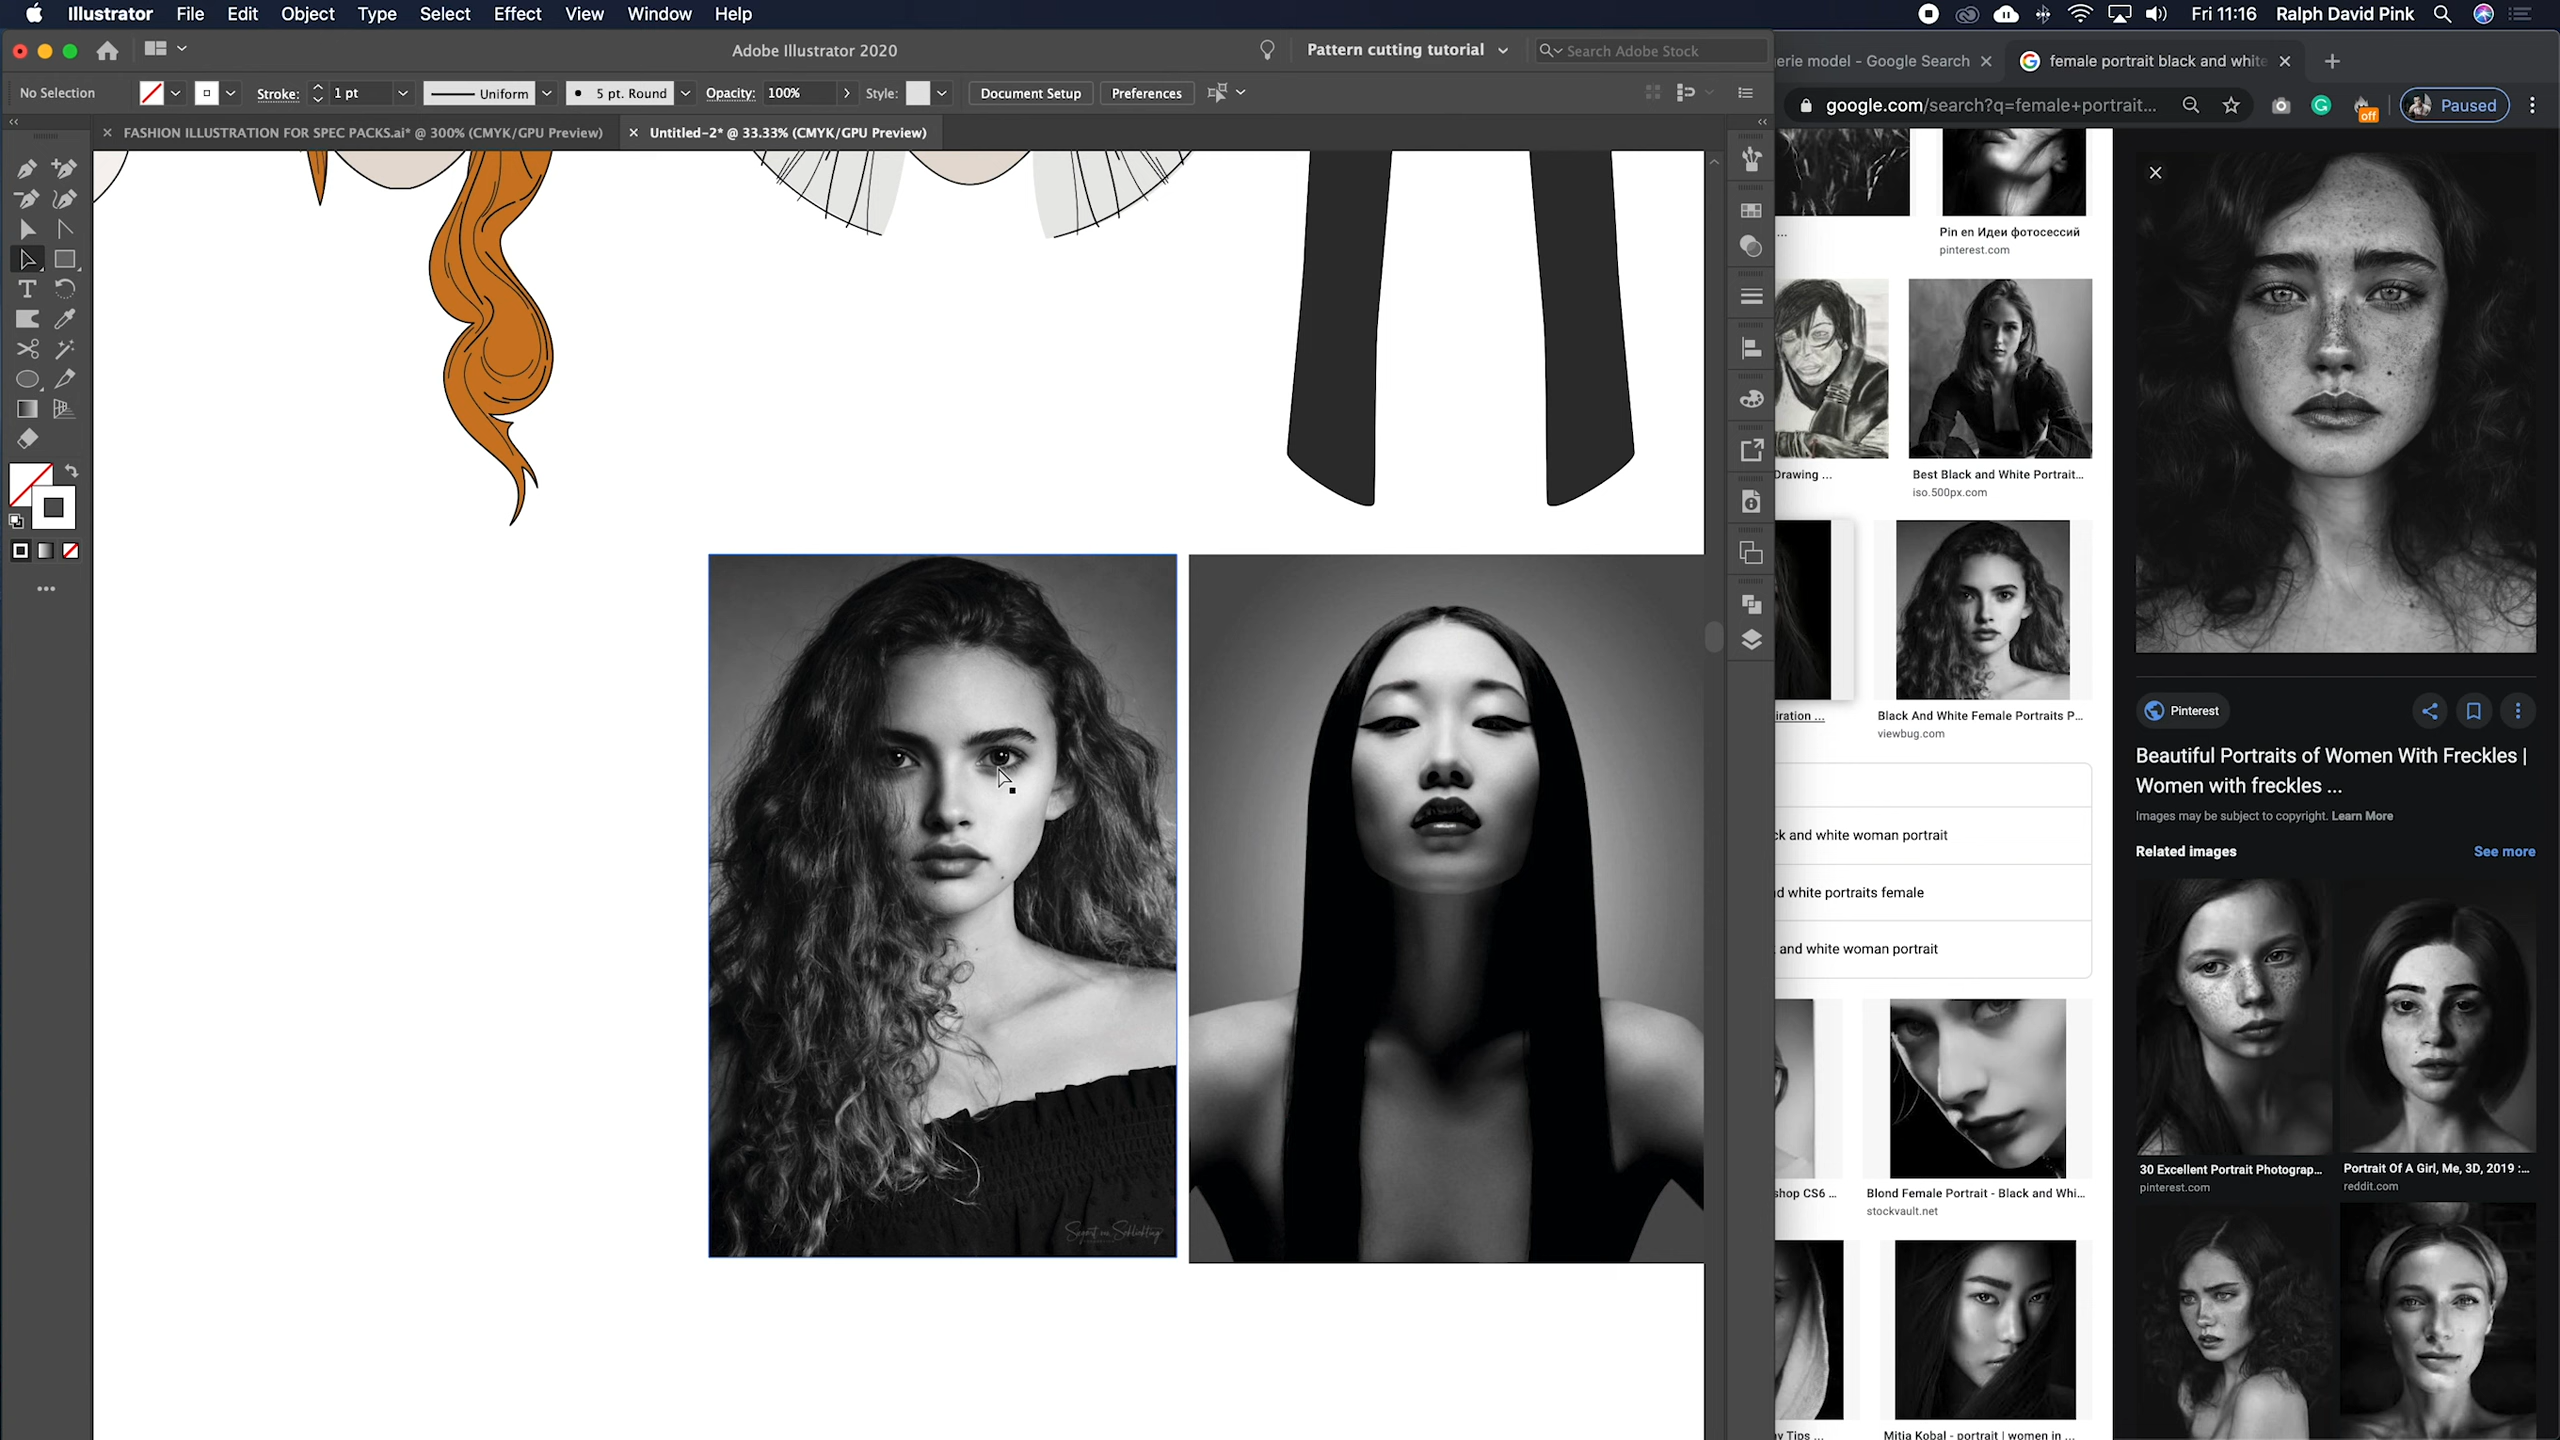 Illustrator File Edit Object Type Select Effect View Window Help
Fri 11:16 Ralph David Pink
Adobe Illustrator 2020
Pattern cutting tutorial
Search Adobe Stock
erie model - Google Search
female portrait black and white
No Selection
Stroke:
1 pt
Uniform
5 pt. Round
Opacity:
100%
Style:
Document Setup
Preferences
google.com/search?q=female+portrait...
off
Paused
FASHION ILLUSTRATION FOR SPEC PACKS.ai* @ 300% (CMYK/GPU Preview)
Untitled-2* @ 33.33% (CMYK/GPU Preview)
...
Pin en Идеи фотосессий
pinterest.com
Drawing ...
Best Black and White Portrait...
iso.500px.com
iration ...
Black And White Female Portraits P...
viewbug.com
ck and white woman portrait
d white portraits female
and white woman portrait
shop CS6 ...
Blond Female Portrait - Black and Whi...
stockvault.net
y Tips ...
Mitja Kobal - portrait | women in ...
Pinterest
Beautiful Portraits of Women With Freckles |
Women with freckles ...
Images may be subject to copyright. Learn More
Related images
See more
30 Excellent Portrait Photograp...
pinterest.com
Portrait Of A Girl, Me, 3D, 2019 :...
reddit.com